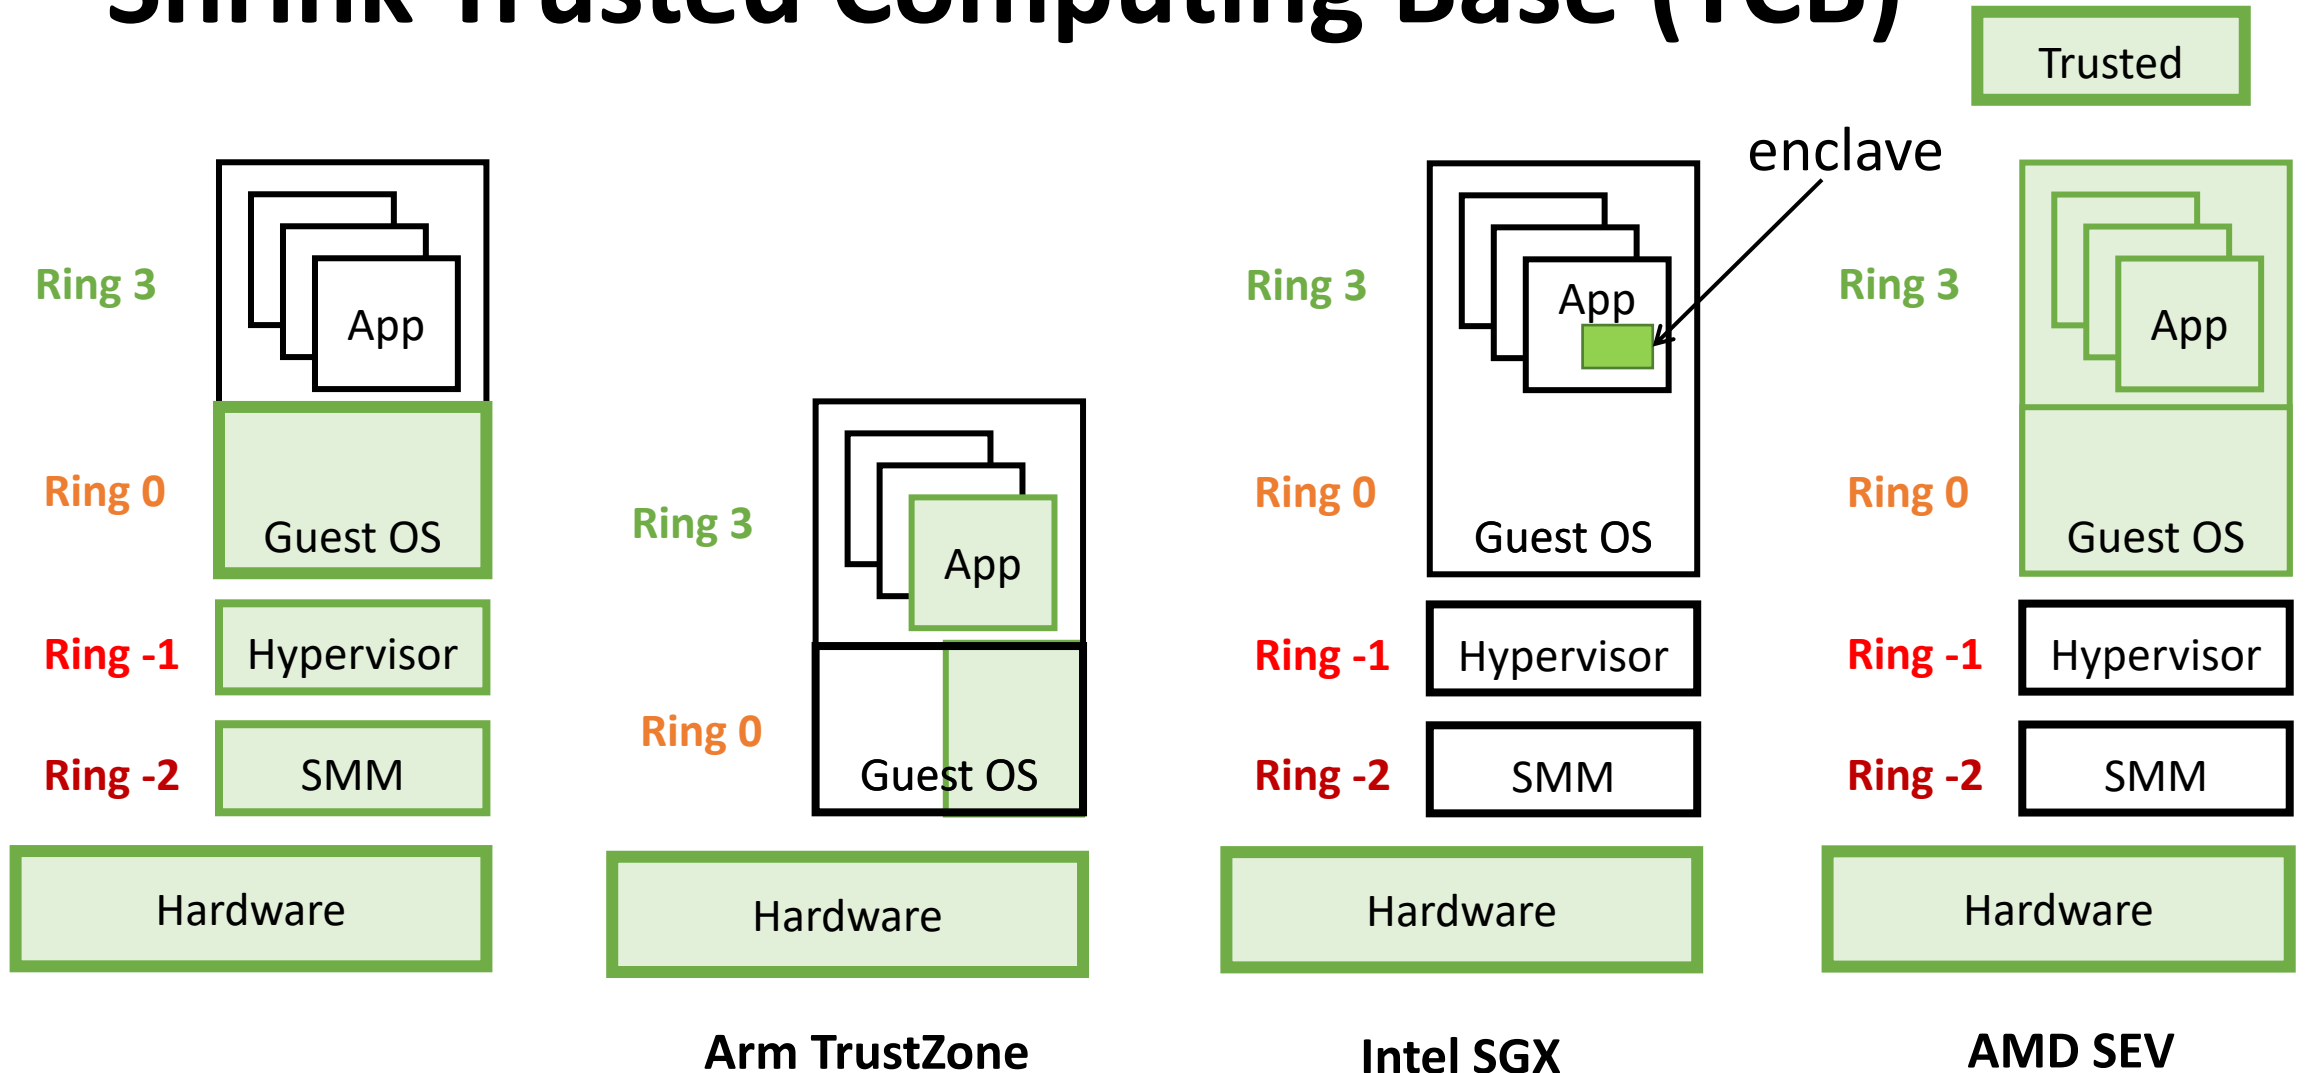 Shrink Trusted Computing Base (TCB)
Trusted
enclave
Ring 3
App
Ring 0
Guest OS
Ring -1
Hypervisor
Ring -2
SMM
Hardware
Ring 3
App
Ring 0
Guest OS
Hardware
Arm TrustZone
Ring 3
App
Ring 0
Guest OS
Ring -1
Hypervisor
Ring -2
SMM
Hardware
Intel SGX
Ring 3
App
Ring 0
Guest OS
Ring -1
Hypervisor
Ring -2
SMM
Hardware
AMD SEV